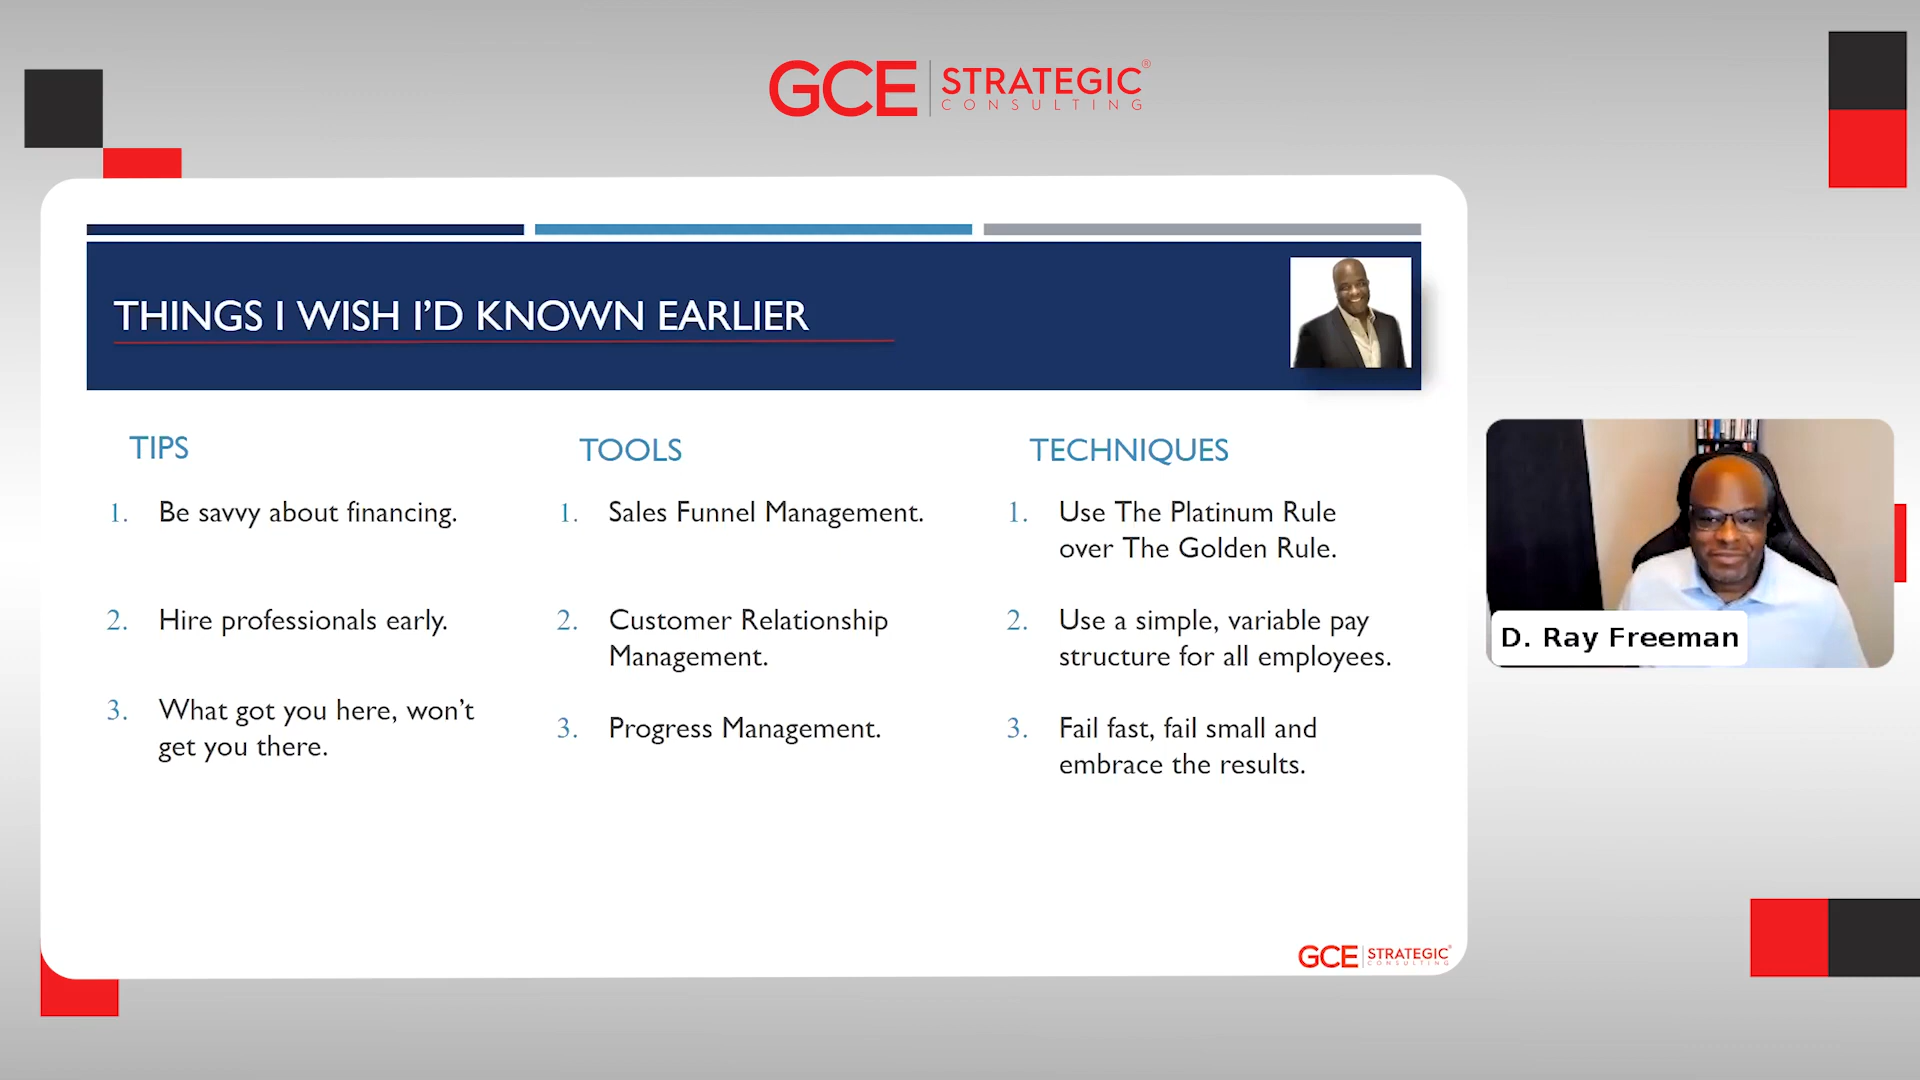 GCE STRATEGIC®
CONSULTING
THINGS I WISH I’D KNOWN EARLIER
TIPS
1. Be savvy about financing.
2. Hire professionals early.
3. What got you here, won’t
get you there.
TOOLS
1. Sales Funnel Management.
2. Customer Relationship
Management.
3. Progress Management.
TECHNIQUES
1. Use The Platinum Rule
over The Golden Rule.
2. Use a simple, variable pay
structure for all employees.
3. Fail fast, fail small and
embrace the results.
D. Ray Freeman
GCE STRATEGIC®
CONSULTING